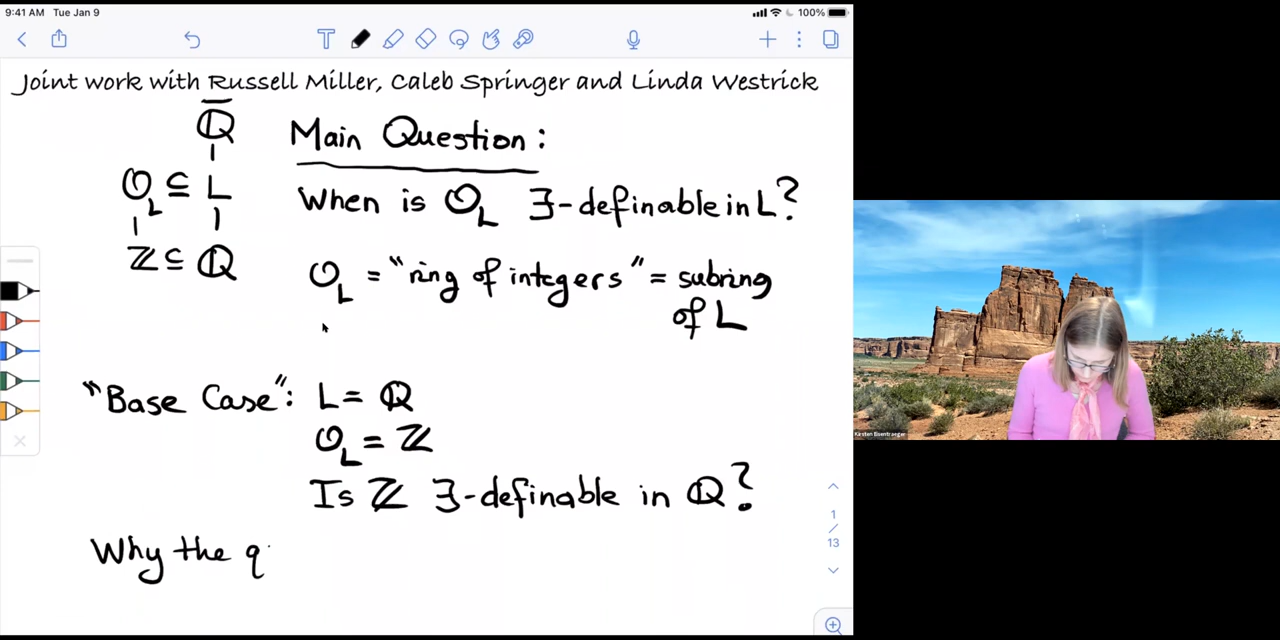 9:41 AM Tue Jan 9
100%
Joint work with Russell Miller, Caleb Springer and Linda Westrick
Q̅
Main Question:
O_L ⊆ L
When is O_L ∃-definable in L?
ℤ ⊆ ℚ
O_L = "ring of integers" = subring
of L
"Base Case": L = ℚ
O_L = ℤ
Is ℤ ∃-definable in ℚ?
Why the q
1
/
13
Kirsten Eisentraeger